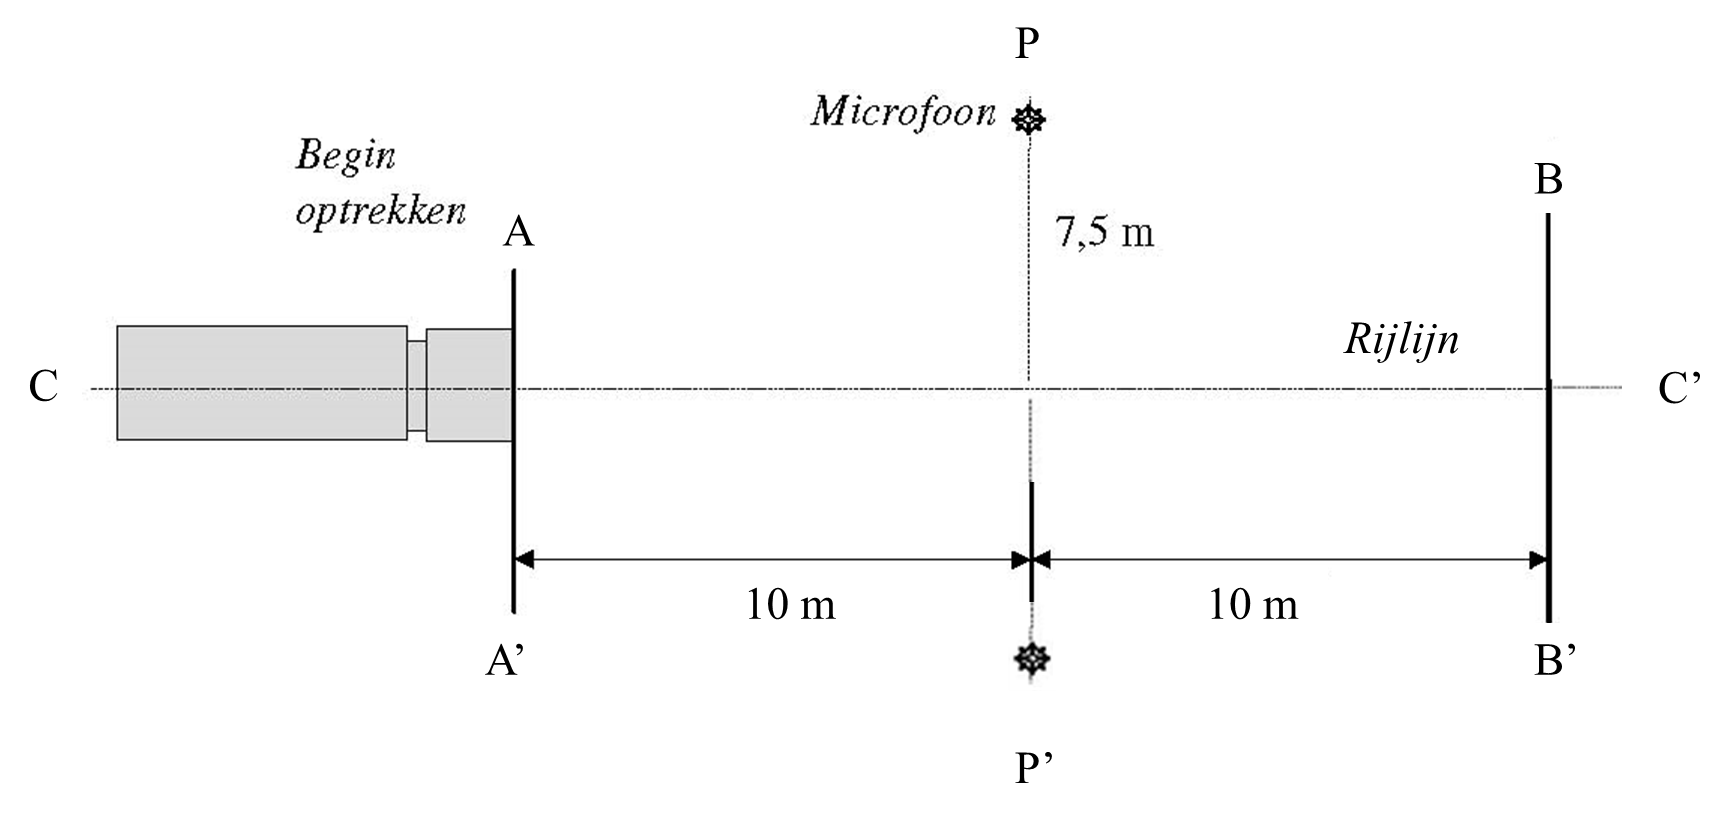 P
Microfoon
Begin
optrekken
A
B
7,5 m
Rijlijn
C
C’
10 m
10 m
A’
B’
P’